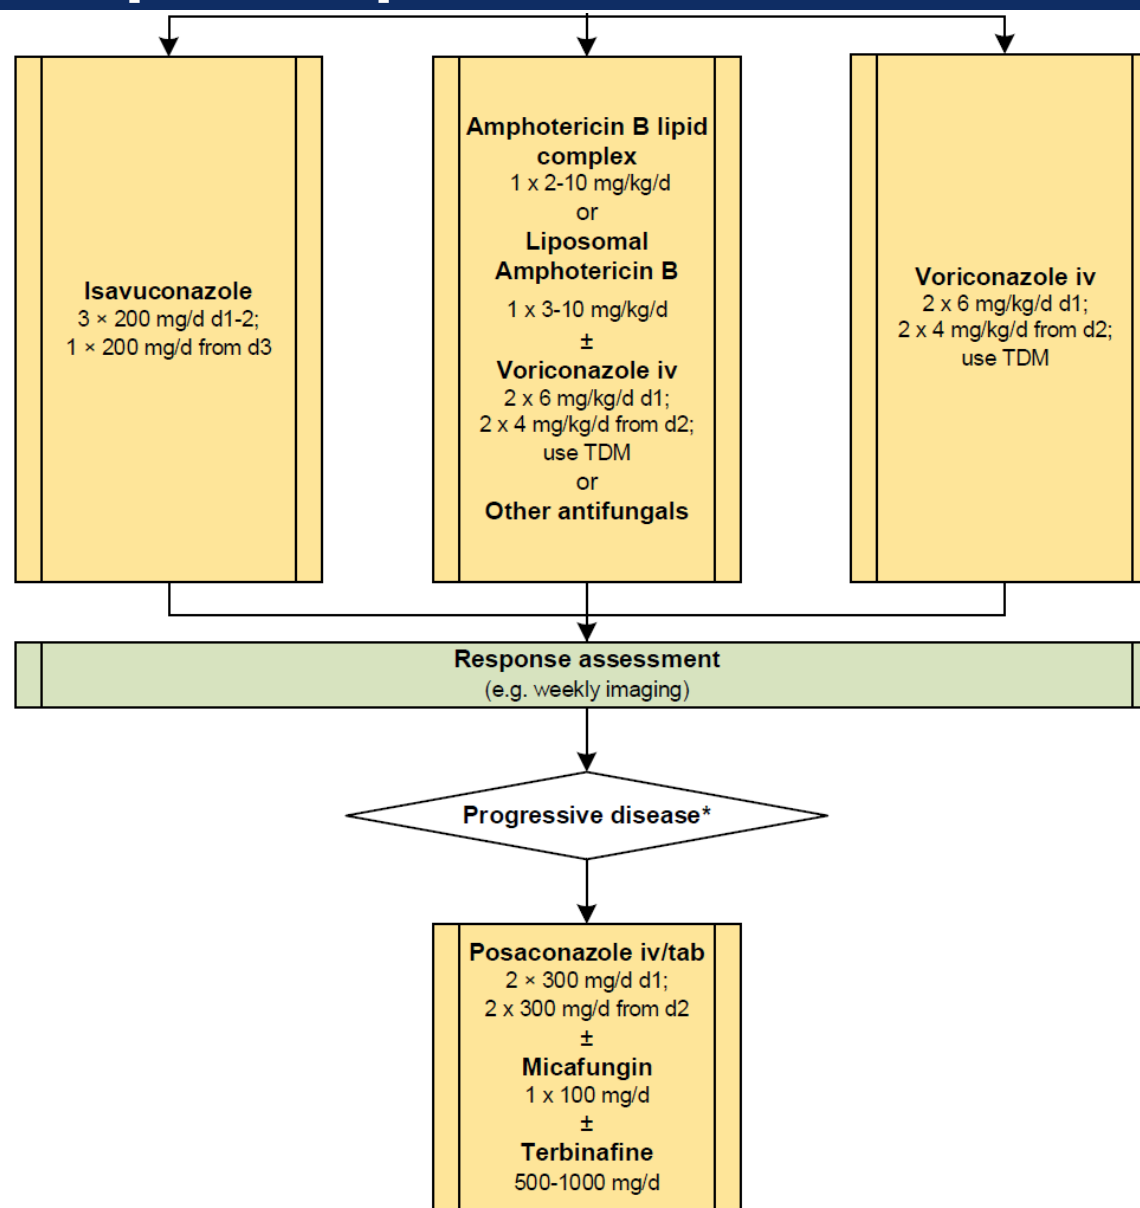 Isavuconazole
3 × 200 mg/d d1-2;
1 × 200 mg/d from d3
Amphotericin B lipid
complex
1 x 2-10 mg/kg/d
or
Liposomal
Amphotericin B
1 x 3-10 mg/kg/d
±
Voriconazole iv
2 x 6 mg/kg/d d1;
2 x 4 mg/kg/d from d2;
use TDM
or
Other antifungals
Voriconazole iv
2 x 6 mg/kg/d d1;
2 x 4 mg/kg/d from d2;
use TDM
Response assessment
(e.g. weekly imaging)
Progressive disease*
Posaconazole iv/tab
2 × 300 mg/d d1;
2 x 300 mg/d from d2
±
Micafungin
1 x 100 mg/d
±
Terbinafine
500-1000 mg/d